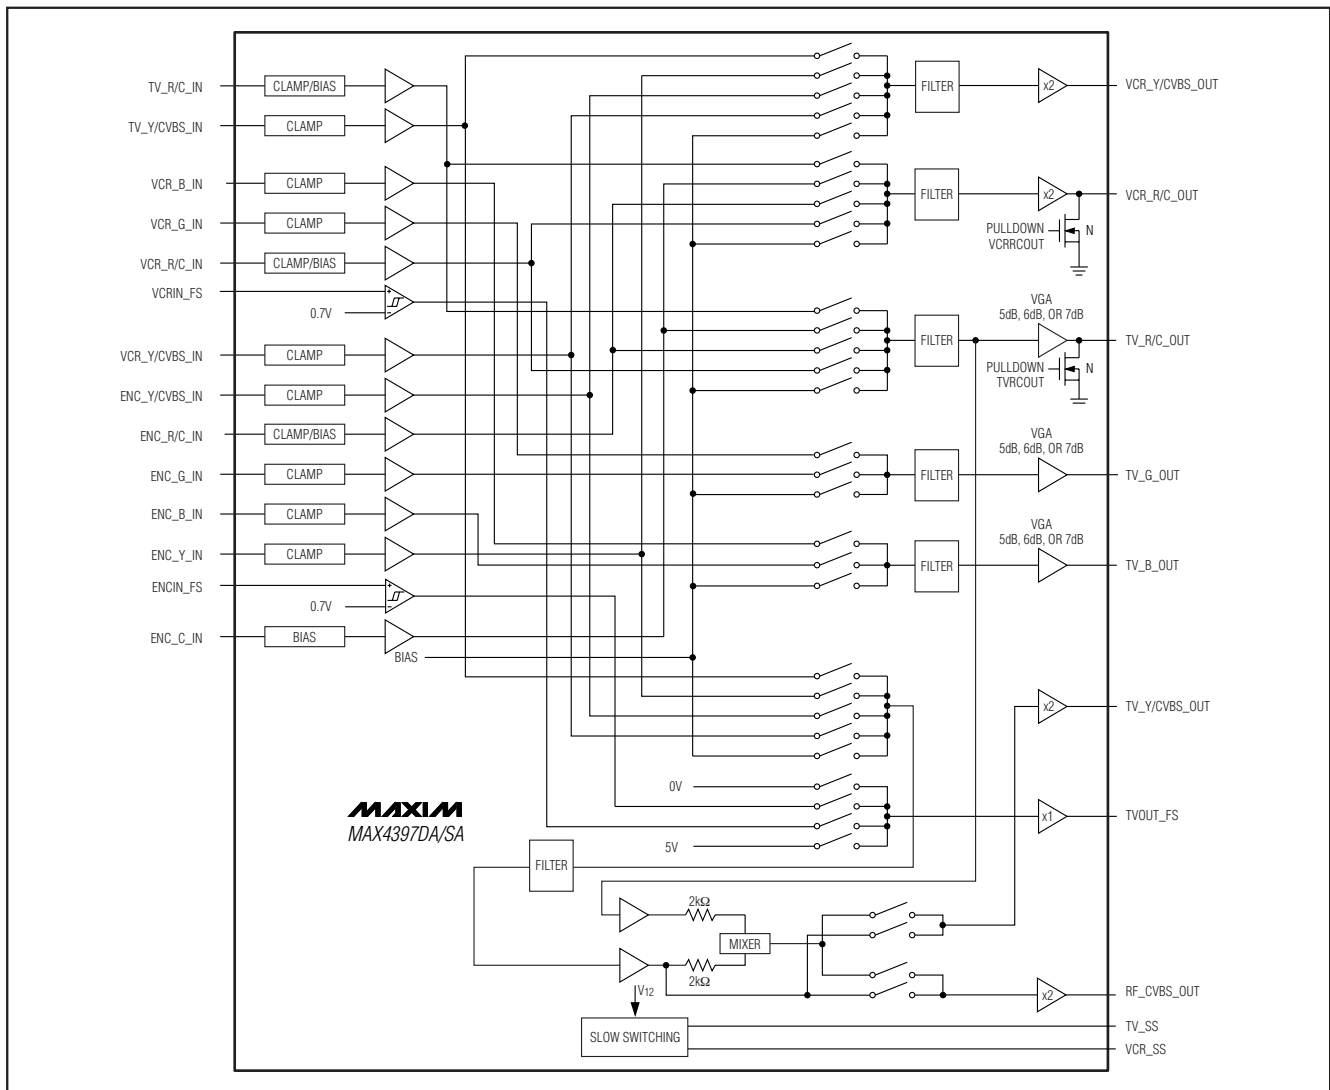 TV_R/C_IN
CLAMP/BIAS
TV_Y/CVBS_IN
CLAMP
VCR_B_IN
CLAMP
VCR_G_IN
CLAMP
VCR_R/C_IN
CLAMP/BIAS
VCRIN_FS
+
0.7V
−
VCR_Y/CVBS_IN
CLAMP
ENC_Y/CVBS_IN
CLAMP
ENC_R/C_IN
CLAMP/BIAS
ENC_G_IN
CLAMP
ENC_B_IN
CLAMP
ENC_Y_IN
CLAMP
ENCIN_FS
+
0.7V
−
ENC_C_IN
BIAS
BIAS
FILTER
x2
VCR_Y/CVBS_OUT
FILTER
x2
VCR_R/C_OUT
PULLDOWN
VCRRCOUT
N
VGA
5dB, 6dB, OR 7dB
FILTER
TV_R/C_OUT
PULLDOWN
TVRCOUT
N
VGA
5dB, 6dB, OR 7dB
FILTER
TV_G_OUT
VGA
5dB, 6dB, OR 7dB
FILTER
TV_B_OUT
x2
TV_Y/CVBS_OUT
0V
5V
x1
TVOUT_FS
MAXIM
MAX4397DA/SA
FILTER
2kΩ
MIXER
2kΩ
V12
SLOW SWITCHING
x2
RF_CVBS_OUT
TV_SS
VCR_SS